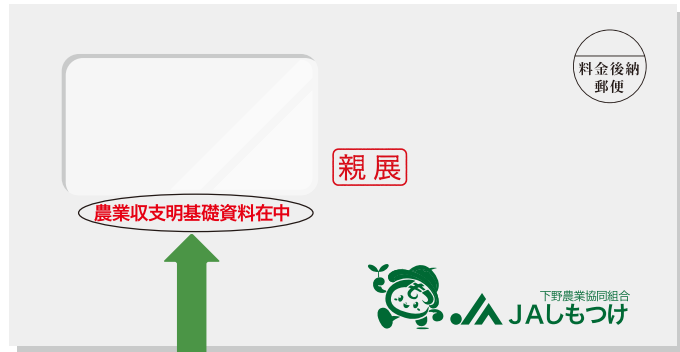 料金後納
郵便
親展
農業収支明基礎資料在中
下野農業協同組合
JAしもつけ